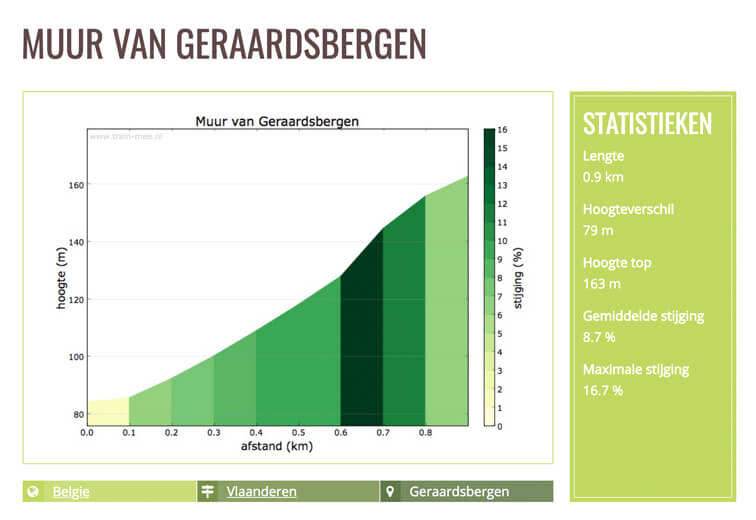 MUUR VAN GERAARDSBERGEN
Muur van Geraardsbergen
www.train-mee.nl
hoogte (m)
160
140
120
100
80
0.0 0.1 0.2 0.3 0.4 0.5 0.6 0.7 0.8
afstand (km)
16
15
14
13
12
11
10
9
8
7
6
5
4
3
2
1
0
stijging (%)
STATISTIEKEN
Lengte
0.9 km
Hoogteverschil
79 m
Hoogte top
163 m
Gemiddelde stijging
8.7 %
Maximale stijging
16.7 %
Belgie Vlaanderen Geraardsbergen